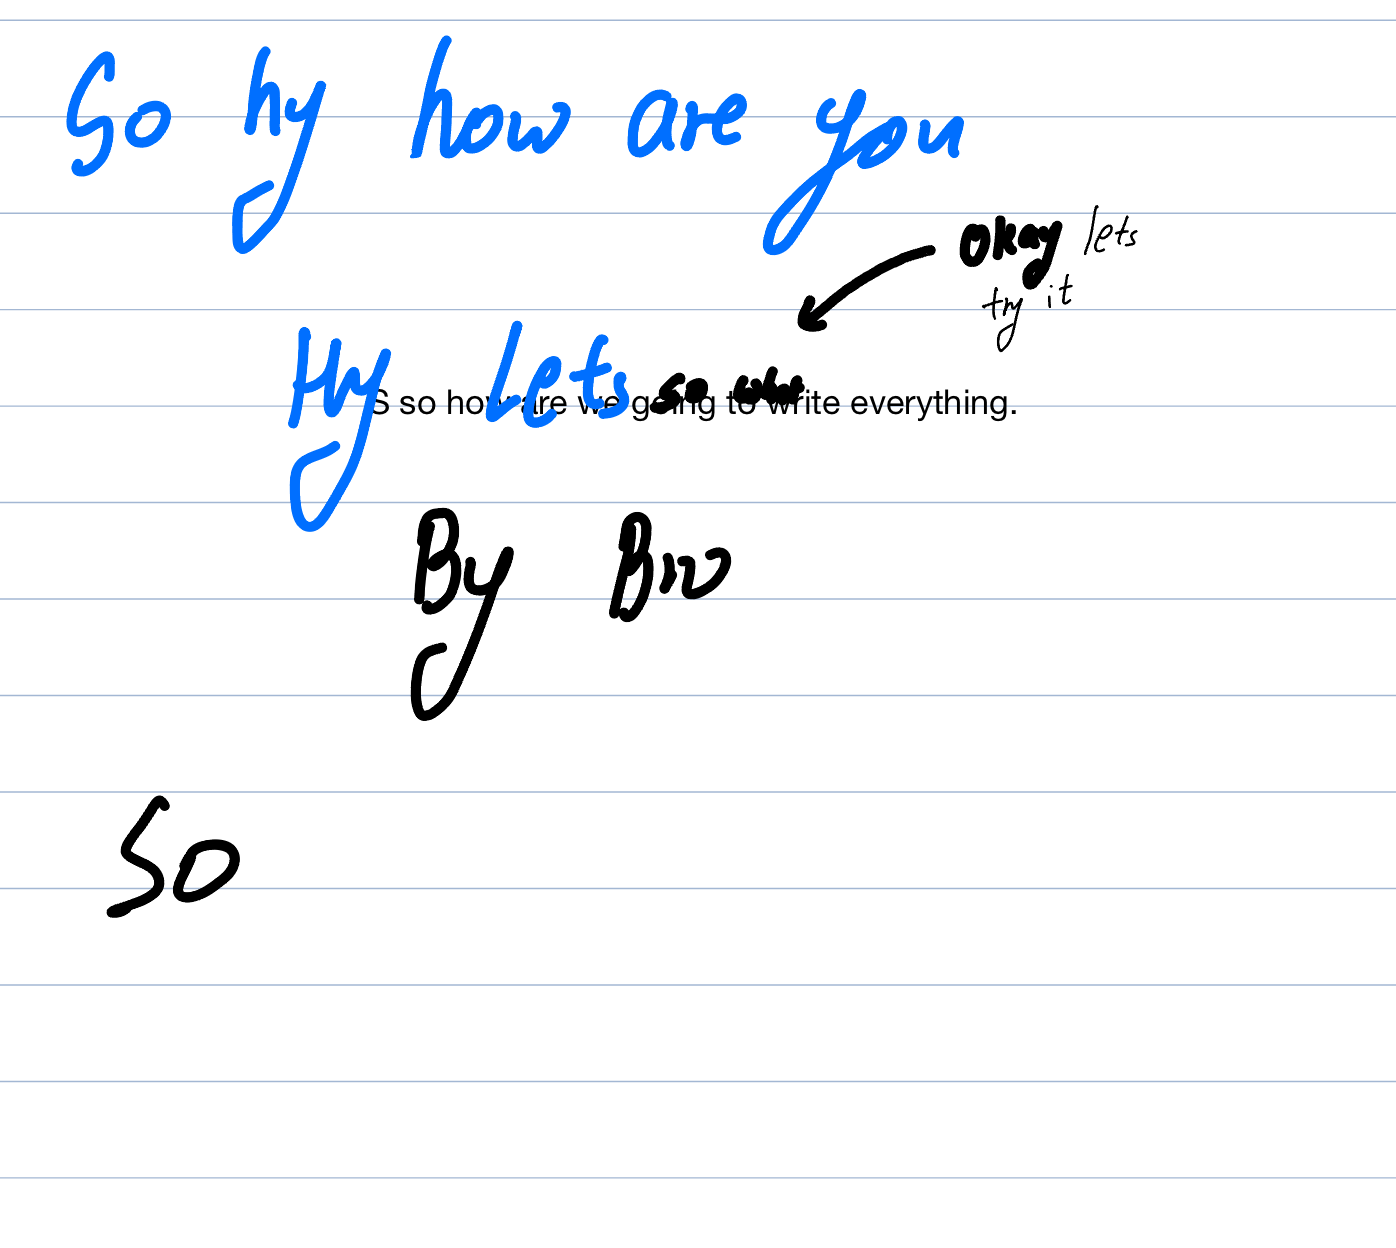 So hy how are you
okay lets
try it
Hy lets so what
S so how are we going to write everything.
By Bro
So